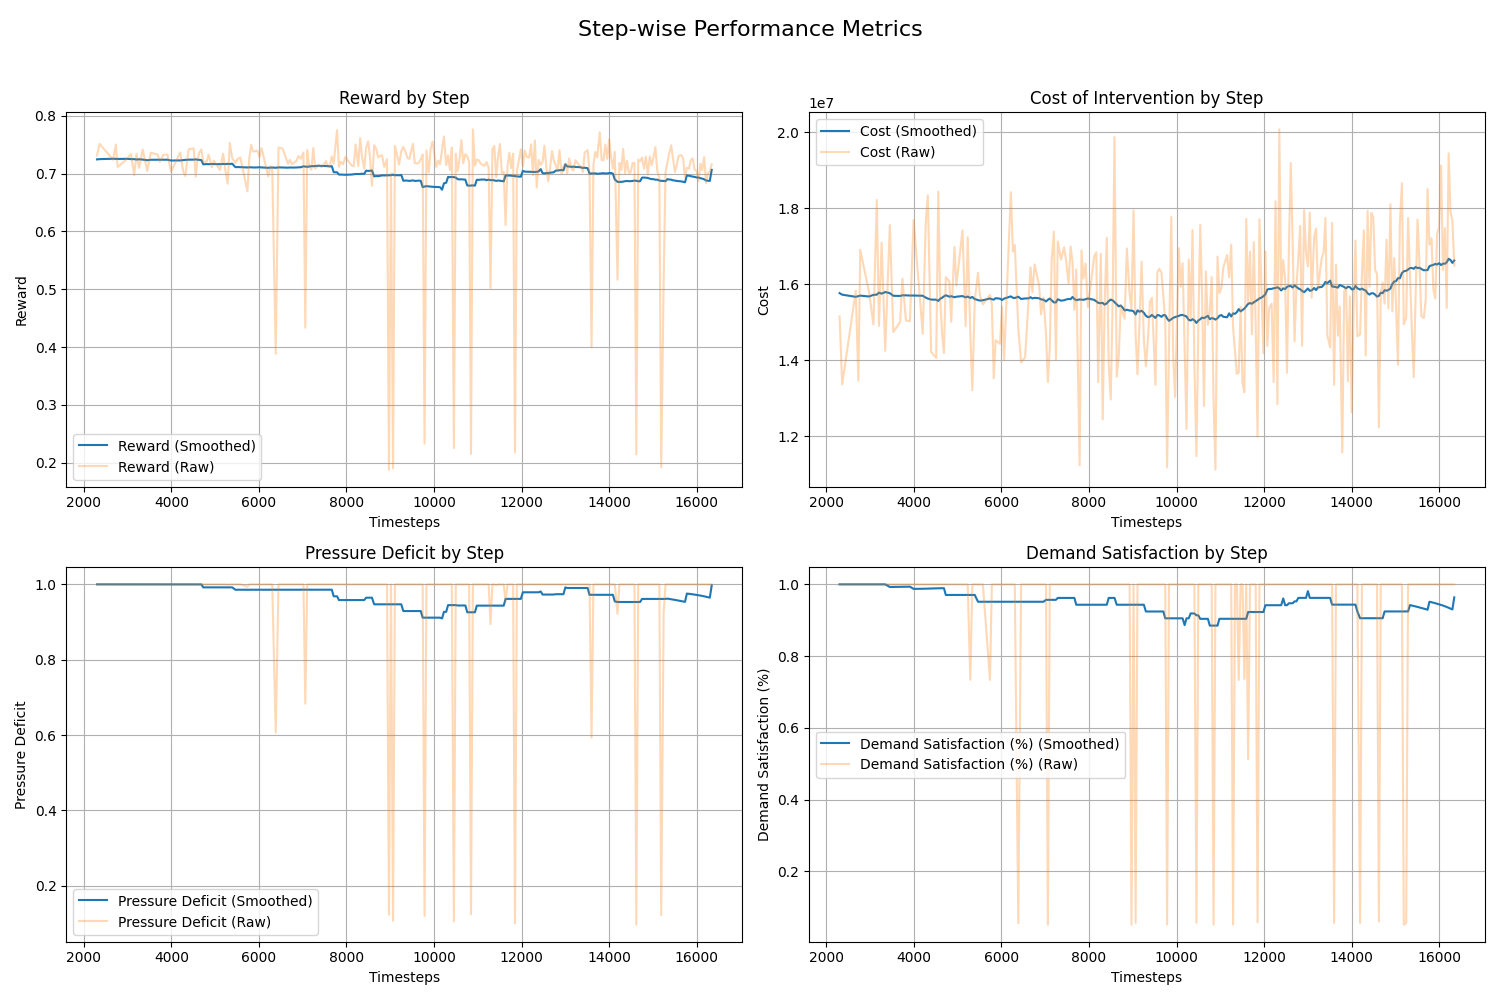 Step-wise Performance Metrics
Reward by Step
0.8
0.7
0.6
0.5
0.4
0.3
0.2
Reward
Reward (Smoothed)
Reward (Raw)
2000 4000 6000 8000 10000 12000 14000 16000
Timesteps
Cost of Intervention by Step
1e7
2.0
1.8
1.6
1.4
1.2
Cost
Cost (Smoothed)
Cost (Raw)
2000 4000 6000 8000 10000 12000 14000 16000
Timesteps
Pressure Deficit by Step
1.0
0.8
0.6
0.4
0.2
Pressure Deficit
Pressure Deficit (Smoothed)
Pressure Deficit (Raw)
2000 4000 6000 8000 10000 12000 14000 16000
Timesteps
Demand Satisfaction by Step
1.0
0.8
0.6
0.4
0.2
Demand Satisfaction (%)
Demand Satisfaction (%) (Smoothed)
Demand Satisfaction (%) (Raw)
2000 4000 6000 8000 10000 12000 14000 16000
Timesteps